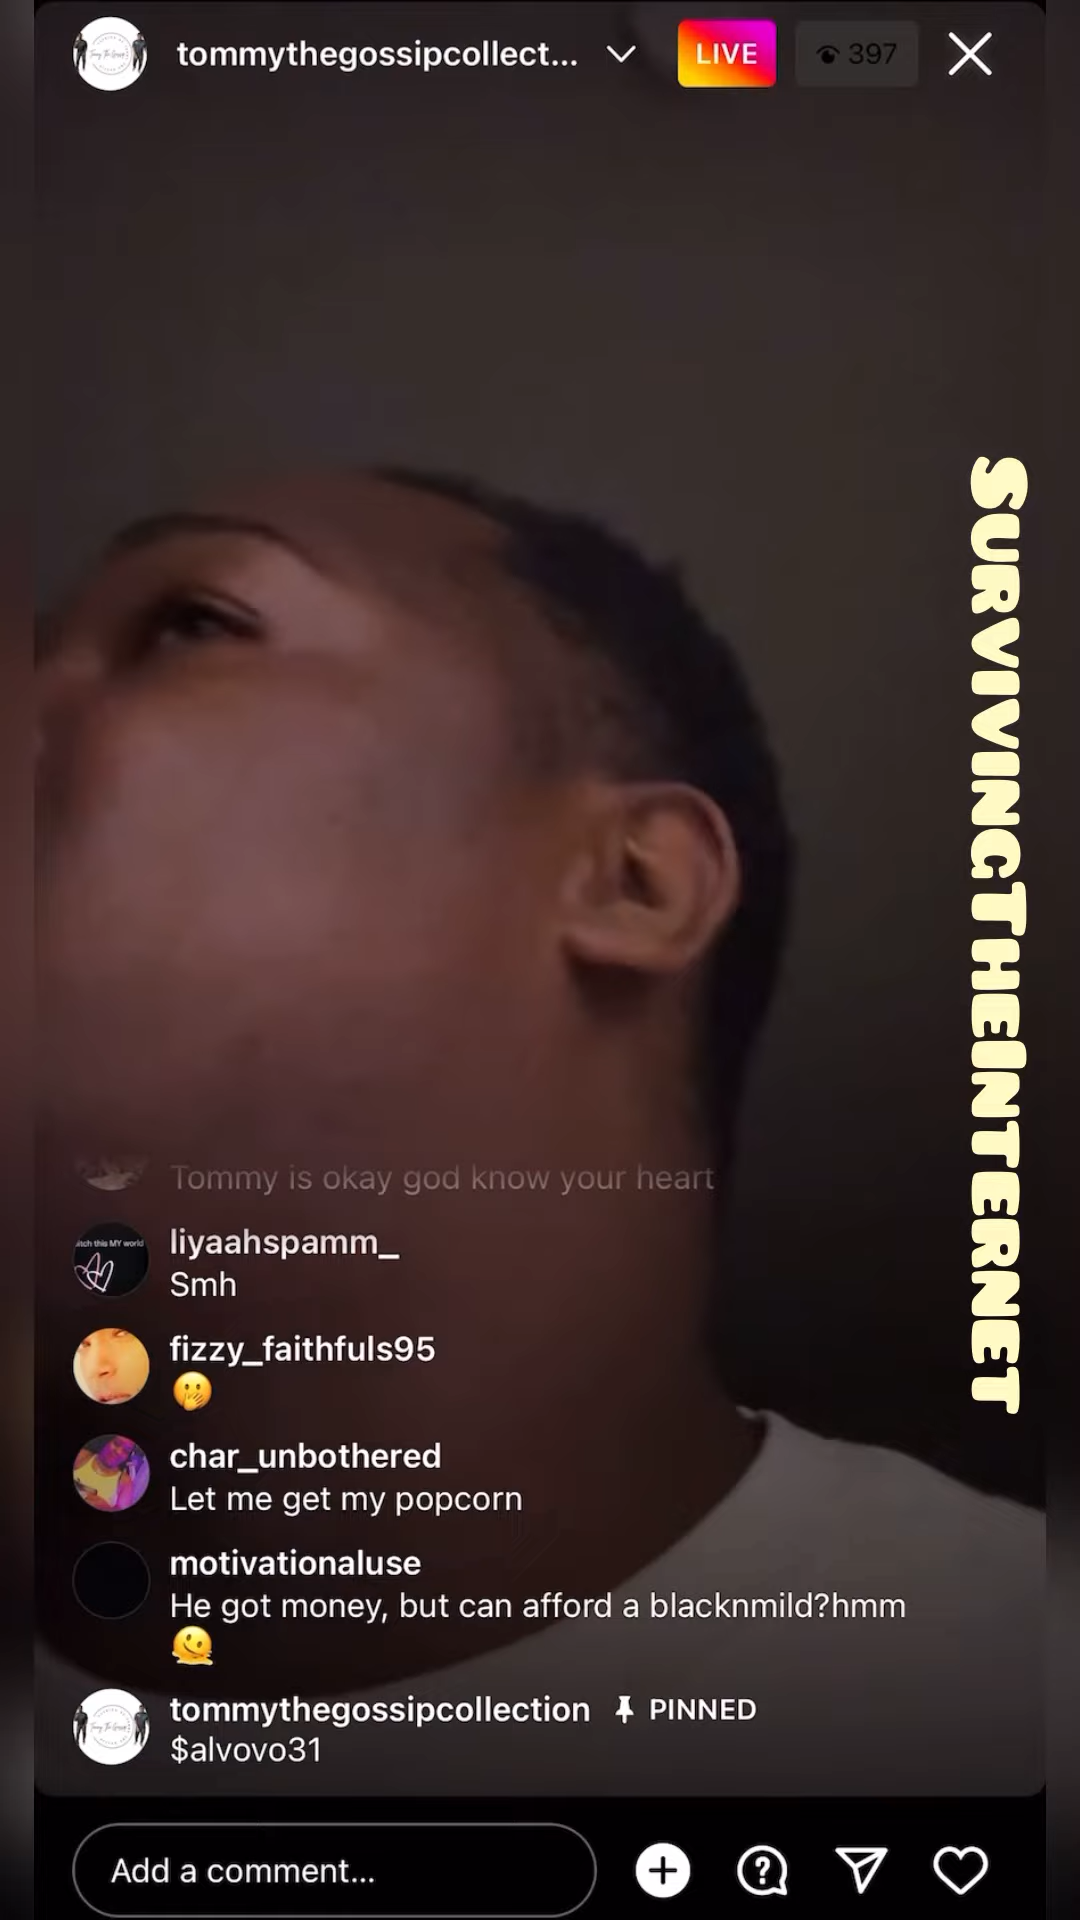 tommythegossipcollect...
LIVE
397
SURVIVINGTHEINTERNET
Tommy is okay god know your heart
liyaahspamm_
Smh
fizzy_faithfuls95
char_unbothered
Let me get my popcorn
motivationaluse
He got money, but can afford a blacknmild?hmm
tommythegossipcollection PINNED
$alvovo31
Add a comment...